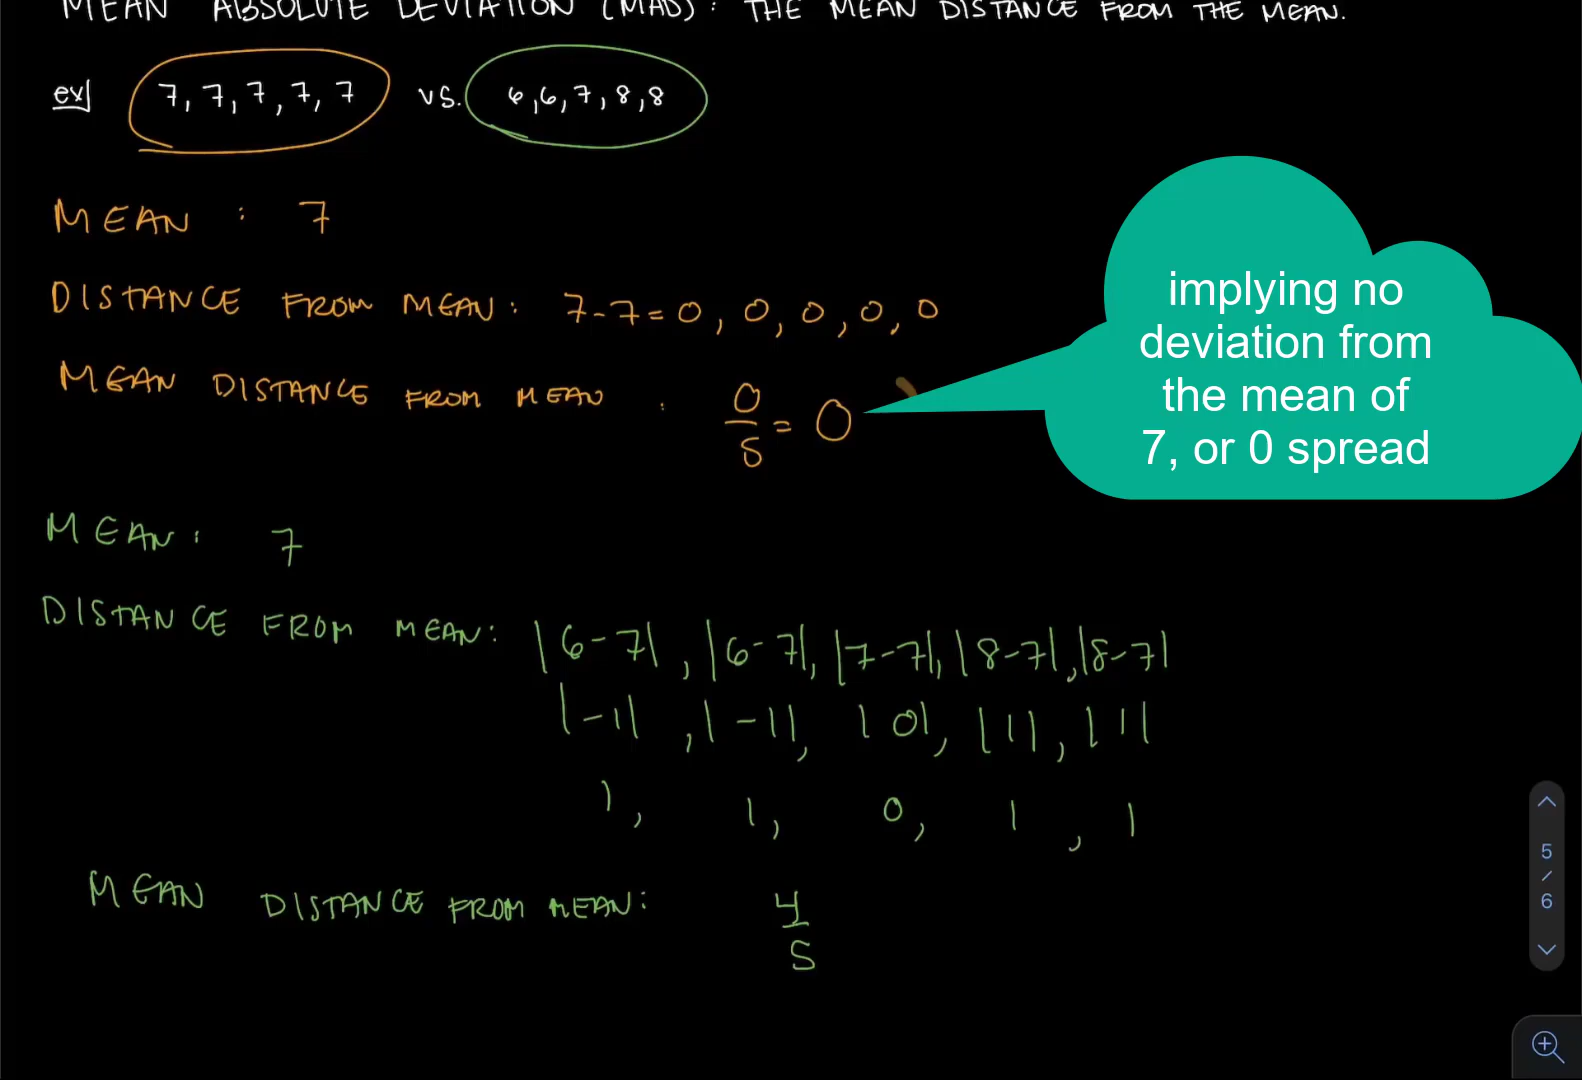 MEAN ABSOLUTE DEVIATION (MAD): THE MEAN DISTANCE FROM THE MEAN.
ex) 7, 7, 7, 7, 7 vs. 6, 6, 7, 8, 8
MEAN : 7
DISTANCE FROM MEAN: 7-7=0, 0, 0, 0, 0
MEAN DISTANCE FROM MEAN : 0/5 = 0
implying no
deviation from
the mean of
7, or 0 spread
MEAN: 7
DISTANCE FROM MEAN: |6-7|, |6-7|, |7-7|, |8-7|, |8-7|
|-1|, |-1|, |0|, |1|, |1|
1, 1, 0, 1, 1
MEAN DISTANCE FROM MEAN: 4/5
5
/
6